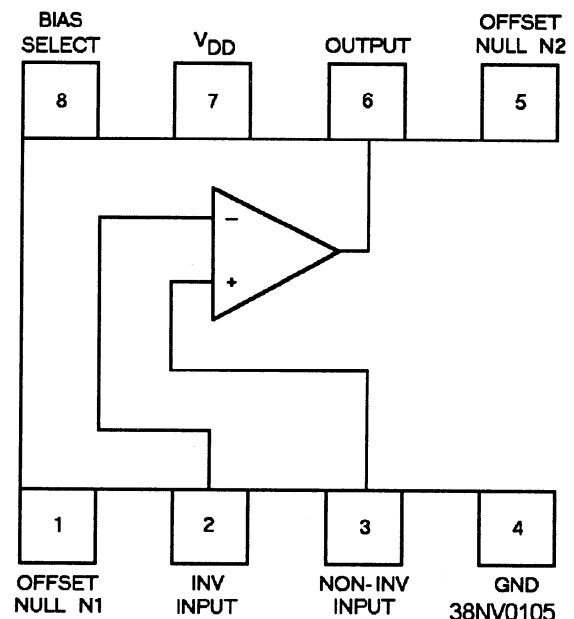 BIAS
SELECT
V_DD
OUTPUT
OFFSET
NULL N2
8
7
6
5
−
+
1
2
3
4
OFFSET
NULL N1
INV
INPUT
NON-INV
INPUT
GND
38NV0105